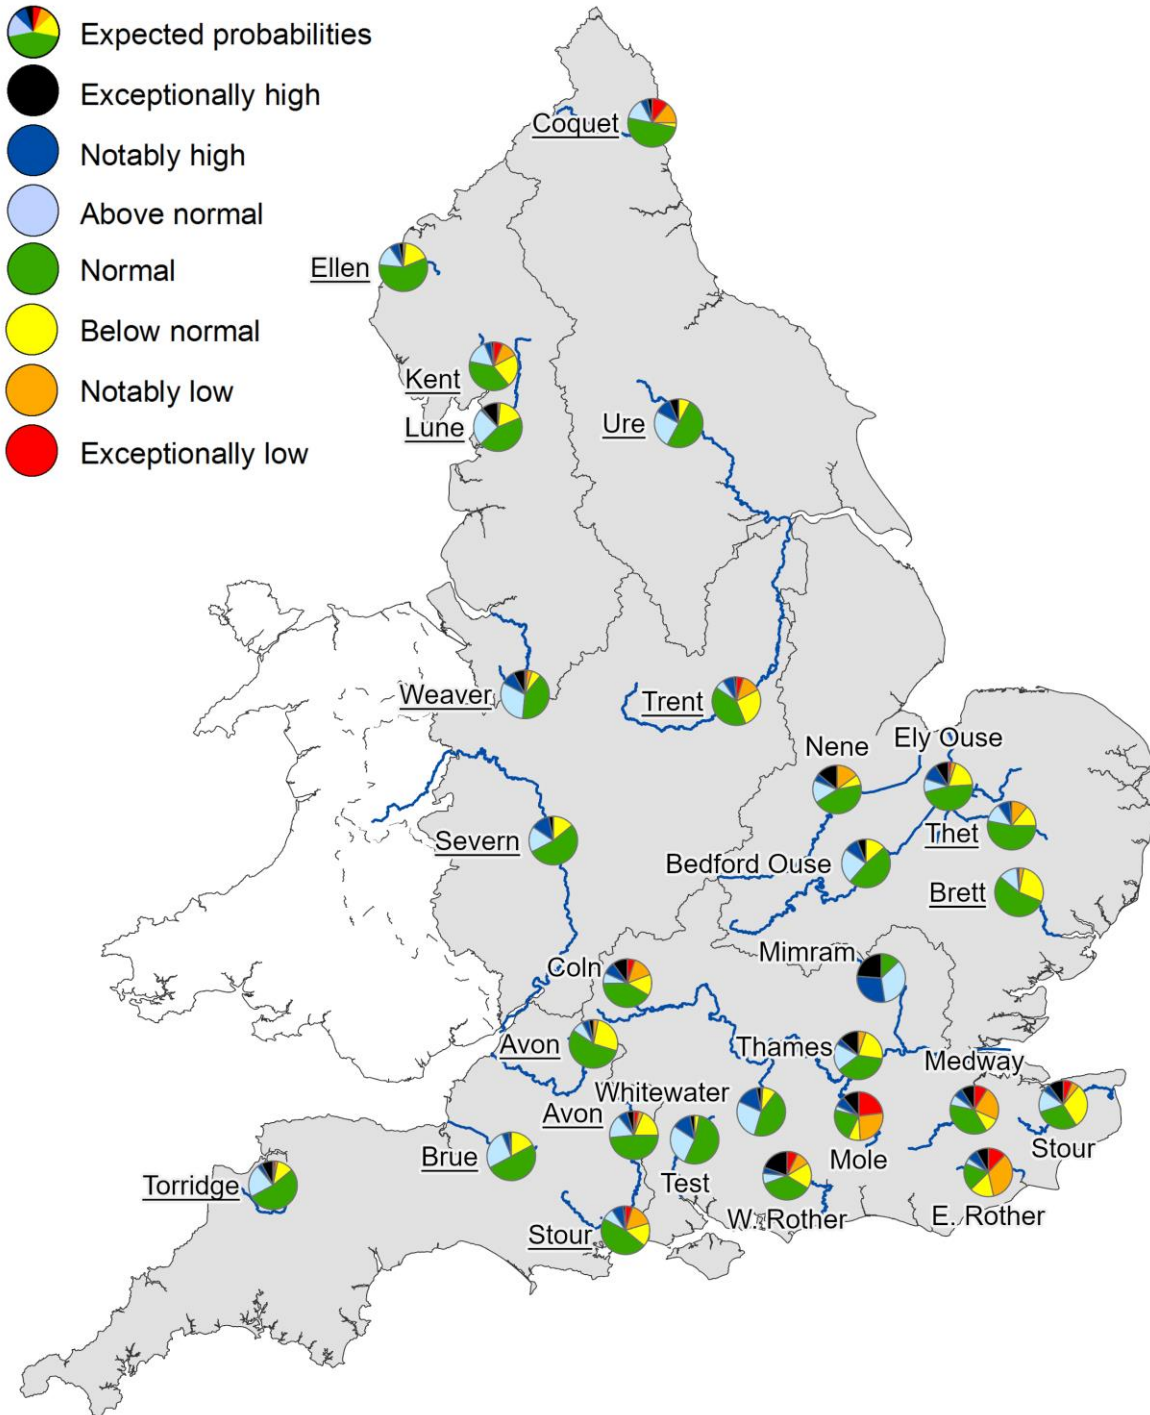 Expected probabilities
Exceptionally high
Notably high
Above normal
Normal
Below normal
Notably low
Exceptionally low
Coquet
Ellen
Kent
Lune
Ure
Weaver
Trent
Nene
Ely Ouse
Thet
Severn
Bedford Ouse
Brett
Mimram
Coln
Avon
Thames
Medway
Whitewater
Avon
Brue
Test
Mole
Stour
Torridge
W. Rother
E. Rother
Stour